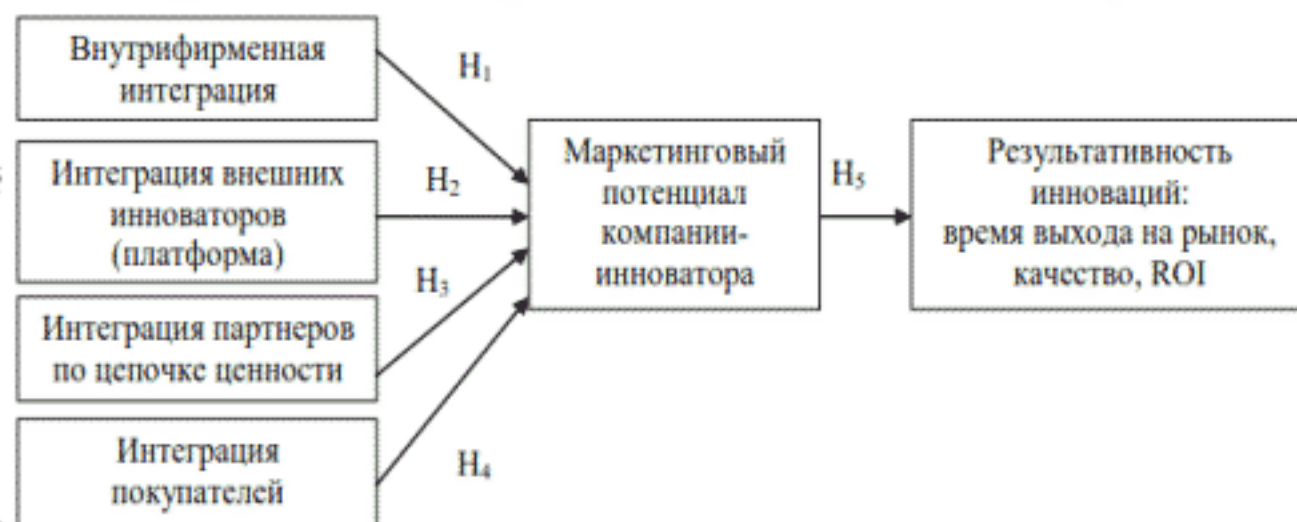 Внутрифирменная
интеграция
H₁
Интеграция внешних
инноваторов
(платформа)
H₂
Интеграция партнеров
по цепочке ценности
H₃
Интеграция
покупателей
H₄
Маркетинговый
потенциал
компании-
инноватора
H₅
Результативность
инноваций:
время выхода на рынок,
качество, ROI